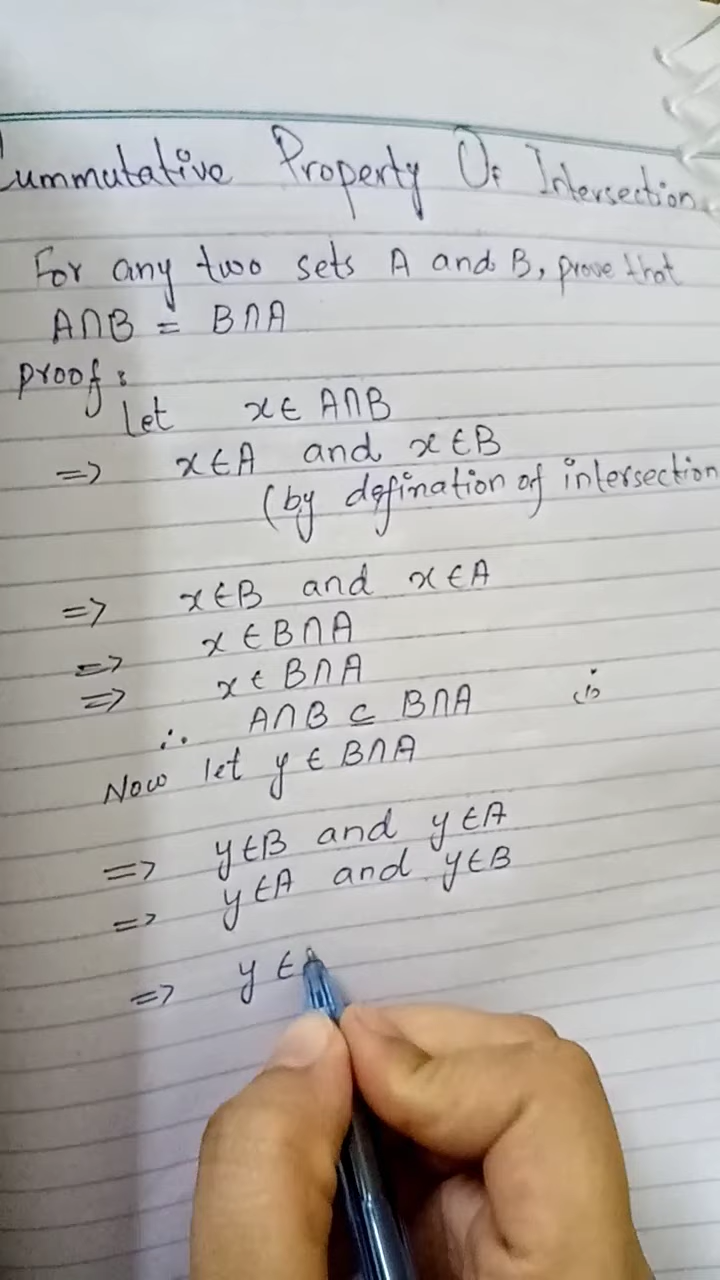 Cummutative Property Of Intersection
For any two sets A and B, prove that
A∩B = B∩A
Proof:
Let x∈ A∩B
=> x∈A and x∈B
(by defination of intersection
=> x∈B and x∈A
=> x∈B∩A
=> x∈B∩A
∴ A∩B ⊆ B∩A (i)
Now let y ∈ B∩A
=> y∈B and y∈A
=> y∈A and y∈B
=> y ∈